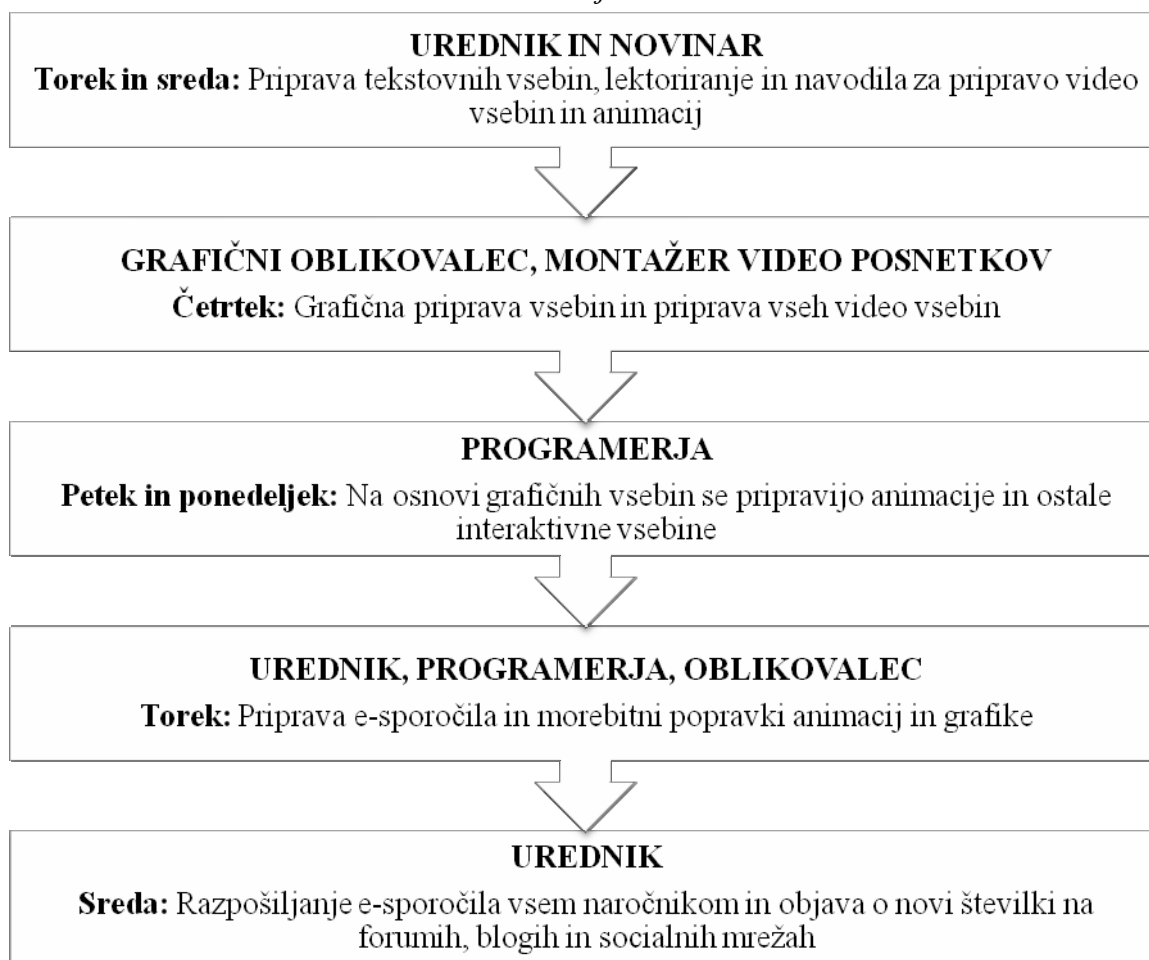 UREDNIK IN NOVINAR
Torek in sreda: Priprava tekstovnih vsebin, lektoriranje in navodila za pripravo video
vsebin in animacij
GRAFIČNI OBLIKOVALEC, MONTAŽER VIDEO POSNETKOV
Četrtek: Grafična priprava vsebin in priprava vseh video vsebin
PROGRAMERJA
Petek in ponedeljek: Na osnovi grafičnih vsebin se pripravijo animacije in ostale
interaktivne vsebine
UREDNIK, PROGRAMERJA, OBLIKOVALEC
Torek: Priprava e-sporočila in morebitni popravki animacij in grafike
UREDNIK
Sreda: Razpošiljanje e-sporočila vsem naročnikom in objava o novi številki na
forumih, blogih in socialnih mrežah